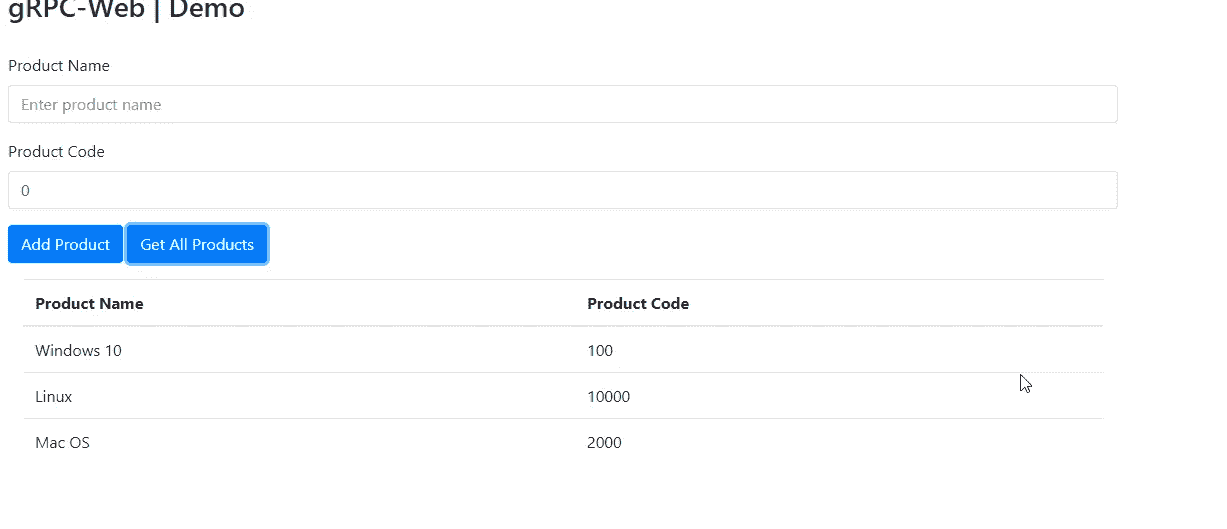 gRPC-Web | Demo
Product Name
Enter product name
Product Code
0
Add Product Get All Products
Product Name Product Code
Windows 10 100
Linux 10000
Mac OS 2000